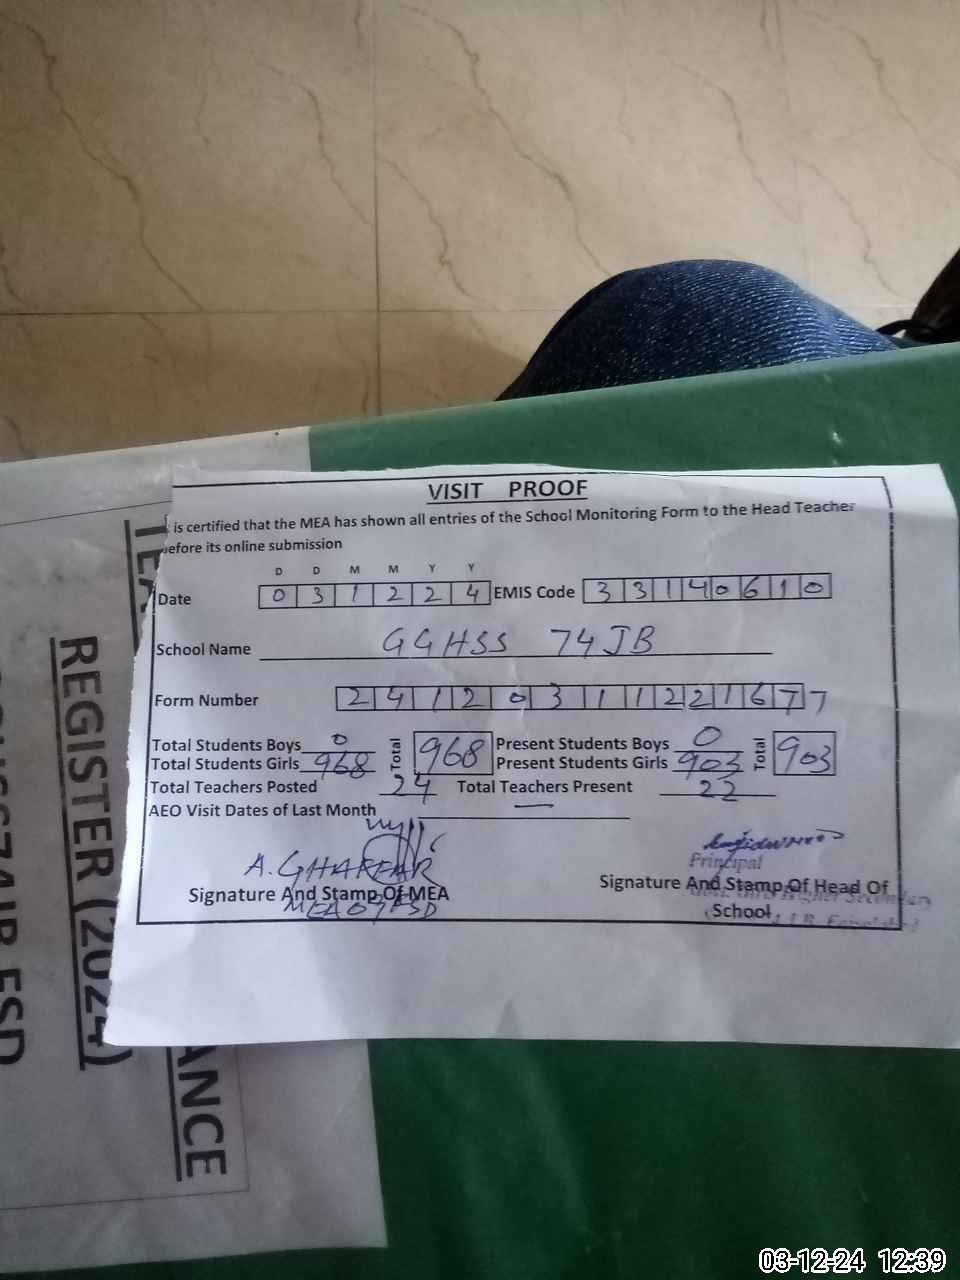 VISIT PROOF
is certified that the MEA has shown all entries of the School Monitoring Form to the Head Teacher
efore its online submission
D D M M Y Y
Date 0 3 1 2 2 4 EMIS Code 3 3 1 4 0 6 1 0
School Name GGHSS 74JB
Form Number 2 4 1 2 0 3 1 1 2 2 1 6 7 7
Total Students Boys 0 Total 968 Present Students Boys 0 Total 903
Total Students Girls 968 Present Students Girls 903
Total Teachers Posted 24 Total Teachers Present 22
AEO Visit Dates of Last Month —
A. GHAFFAR
Principal
Signature And Stamp Of MEA Signature And Stamp Of Head Of
MEA 07 FSD
School
REGISTER (2024)
ANCE
74JB FSD
03-12-24 12:39